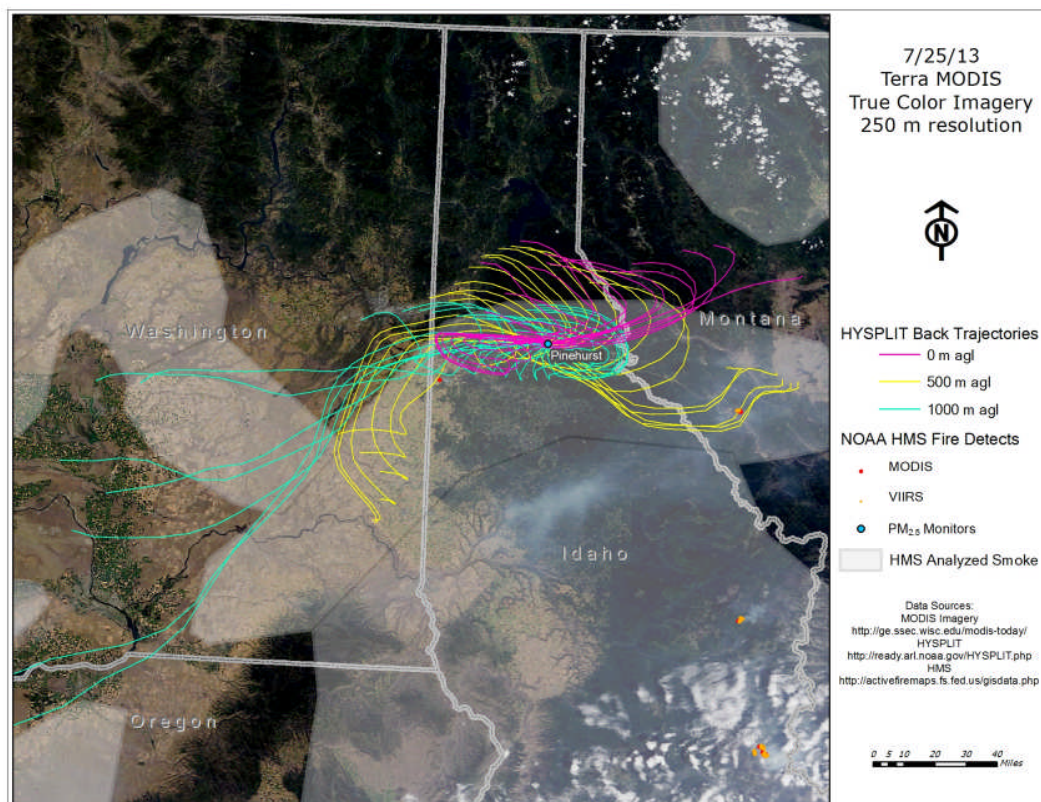 7/25/13
Terra MODIS
True Color Imagery
250 m resolution
N
Washington
Montana
Pinehurst
Idaho
Oregon
HYSPLIT Back Trajectories
0 m agl
500 m agl
1000 m agl
NOAA HMS Fire Detects
MODIS
VIIRS
PM2.5 Monitors
HMS Analyzed Smoke
Data Sources:
MODIS Imagery
http://ge.ssec.wisc.edu/modis-today/
HYSPLIT
http://ready.arl.noaa.gov/HYSPLIT.php
HMS
http://activefiremaps.fs.fed.us/gisdata.php
0 5 10 20 30 40
Miles